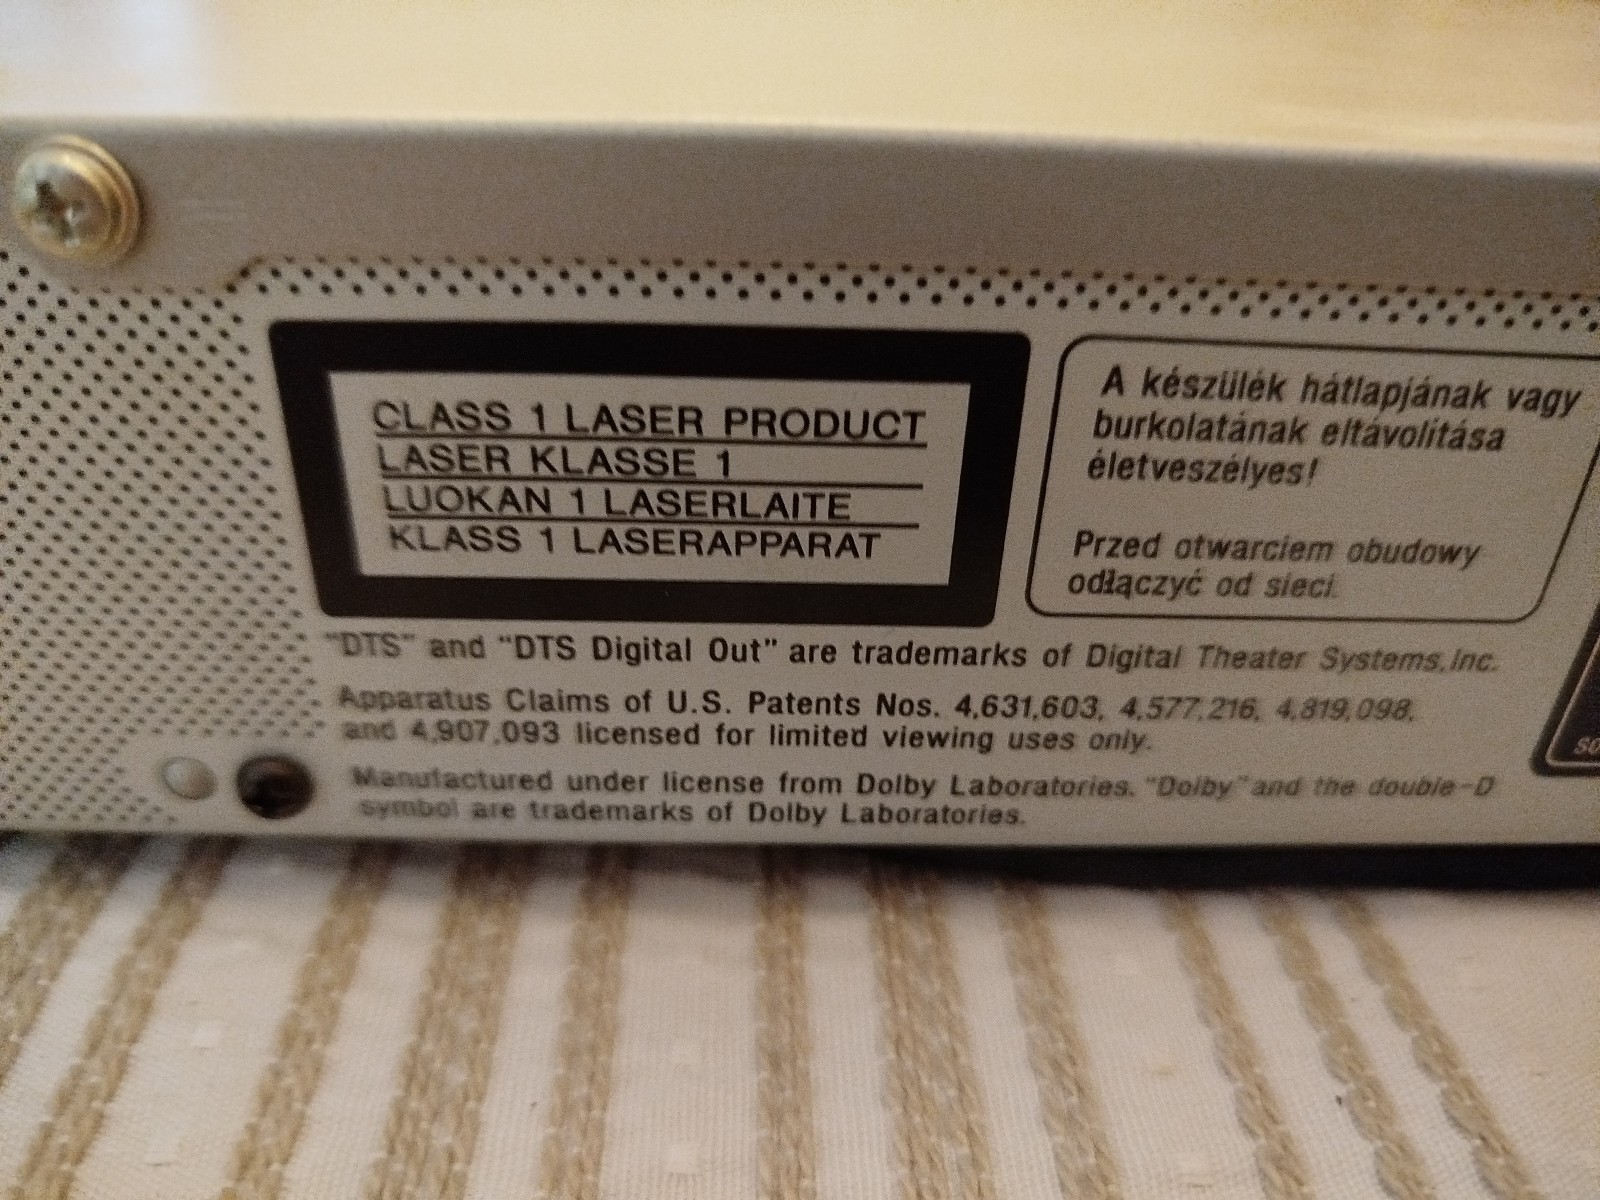 CLASS 1 LASER PRODUCT
LASER KLASSE 1
LUOKAN 1 LASERLAITE
KLASS 1 LASERAPPARAT
A készülék hátlapjának vagy
burkolatának eltávolítása
életveszélyes!
Przed otwarciem obudowy
odłączyć od sieci.
"DTS" and "DTS Digital Out" are trademarks of Digital Theater Systems,Inc.
Apparatus Claims of U.S. Patents Nos. 4,631,603, 4,577,216, 4,819,098,
and 4,907,093 licensed for limited viewing uses only.
Manufactured under license from Dolby Laboratories. "Dolby" and the double-D
symbol are trademarks of Dolby Laboratories.